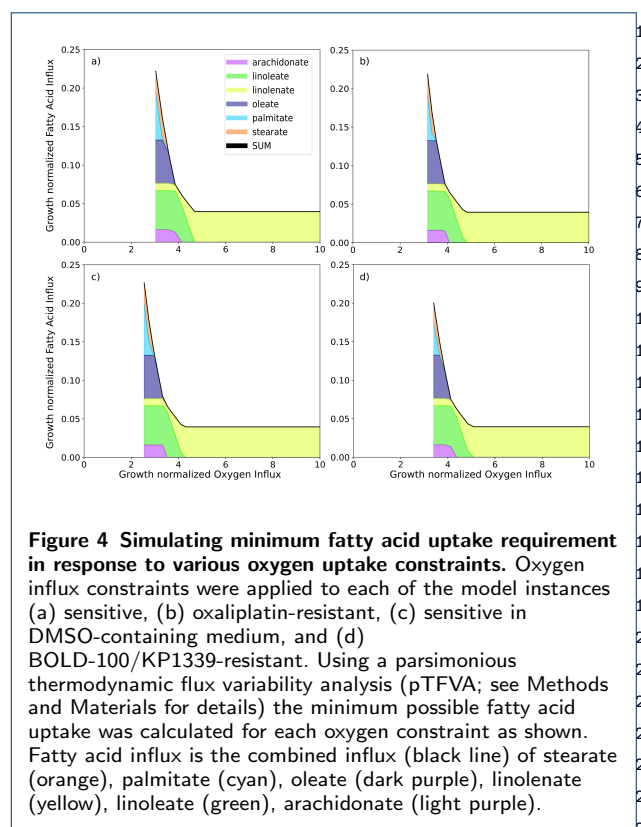 0.25
0.20
0.15
0.10
0.05
0.00
0 2 4 6 8 10
Growth normalized Fatty Acid Influx
a)
arachidonate
linoleate
linolenate
oleate
palmitate
stearate
SUM
0.25
0.20
0.15
0.10
0.05
0.00
0 2 4 6 8 10
b)
0.25
0.20
0.15
0.10
0.05
0.00
0 2 4 6 8 10
Growth normalized Fatty Acid Influx
Growth normalized Oxygen Influx
c)
0.25
0.20
0.15
0.10
0.05
0.00
0 2 4 6 8 10
Growth normalized Oxygen Influx
d)
Figure 4 Simulating minimum fatty acid uptake requirement
in response to various oxygen uptake constraints. Oxygen
influx constraints were applied to each of the model instances
(a) sensitive, (b) oxaliplatin-resistant, (c) sensitive in
DMSO-containing medium, and (d)
BOLD-100/KP1339-resistant. Using a parsimonious
thermodynamic flux variability analysis (pTFVA; see Methods
and Materials for details) the minimum possible fatty acid
uptake was calculated for each oxygen constraint as shown.
Fatty acid influx is the combined influx (black line) of stearate
(orange), palmitate (cyan), oleate (dark purple), linolenate
(yellow), linoleate (green), arachidonate (light purple).